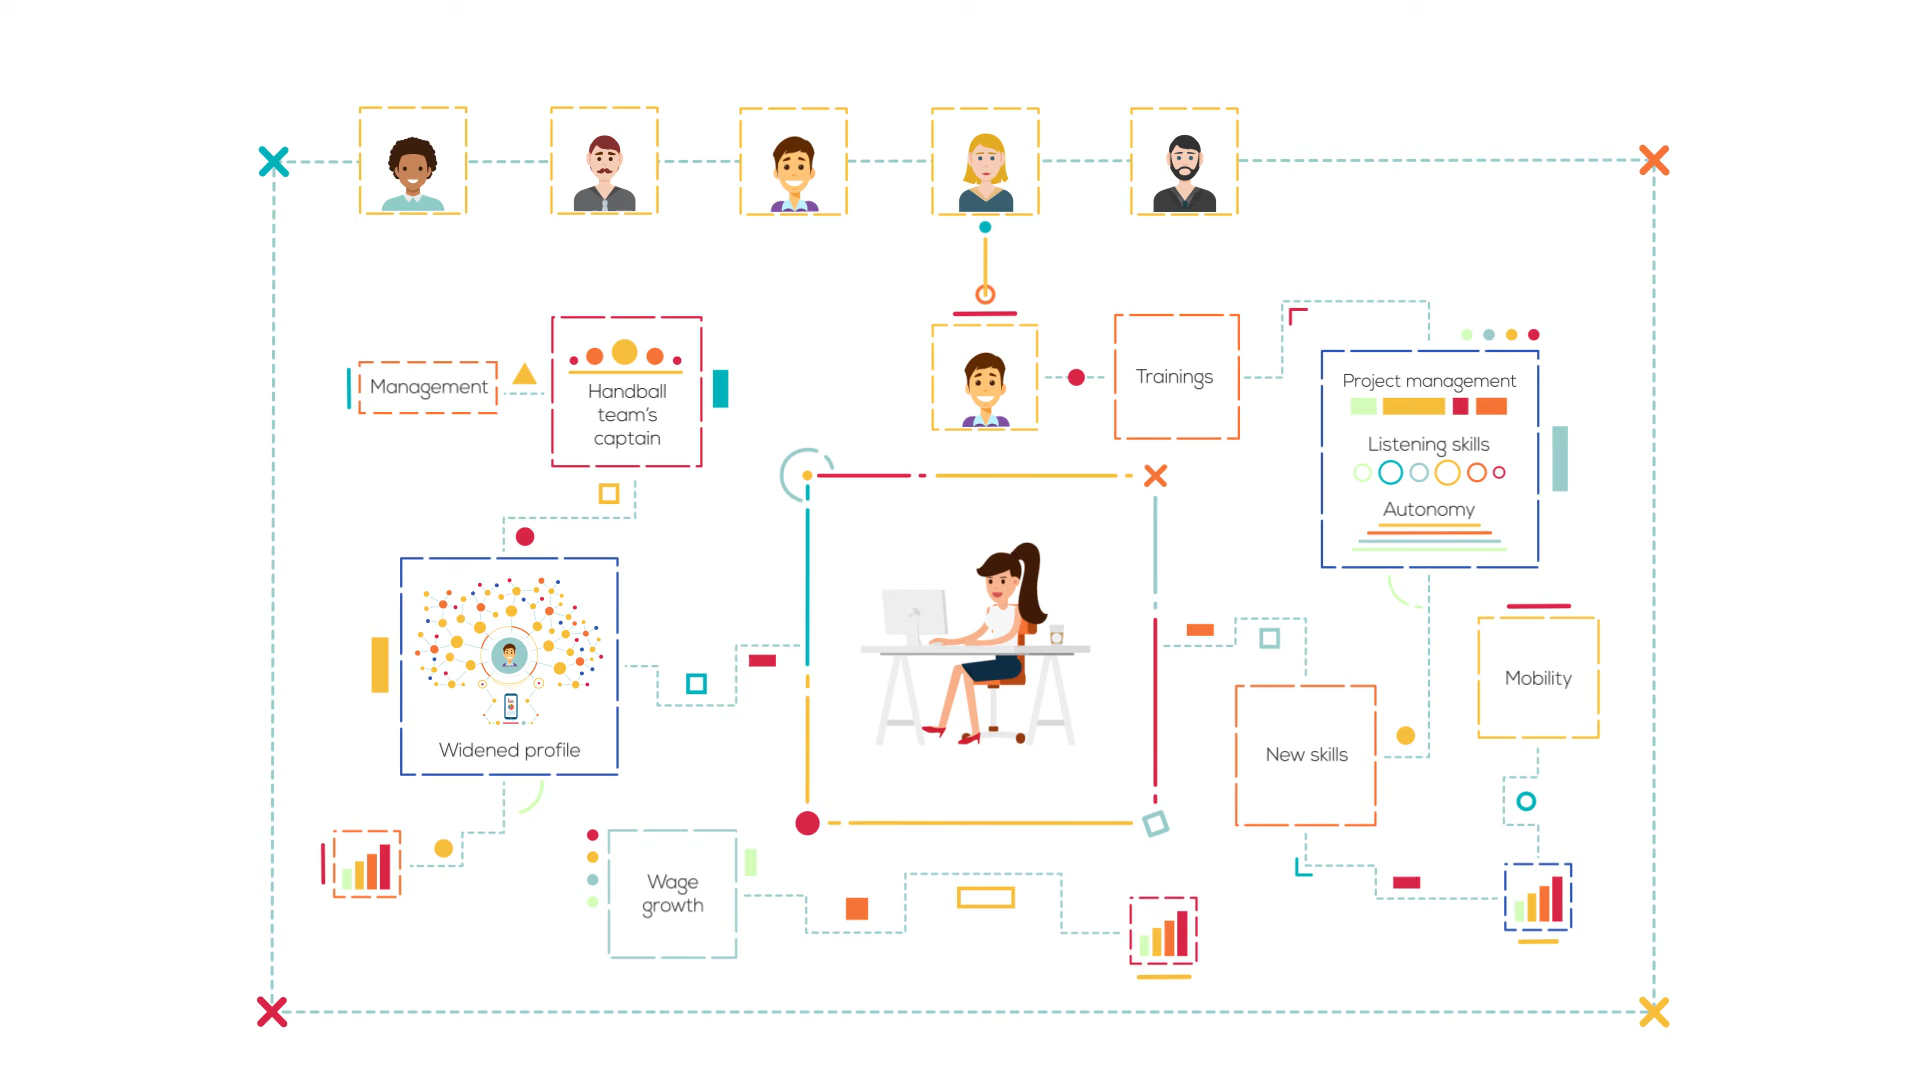 Management
Handball
team's
captain
Trainings
Project management
Listening skills
Autonomy
Widened profile
New skills
Mobility
Wage
growth